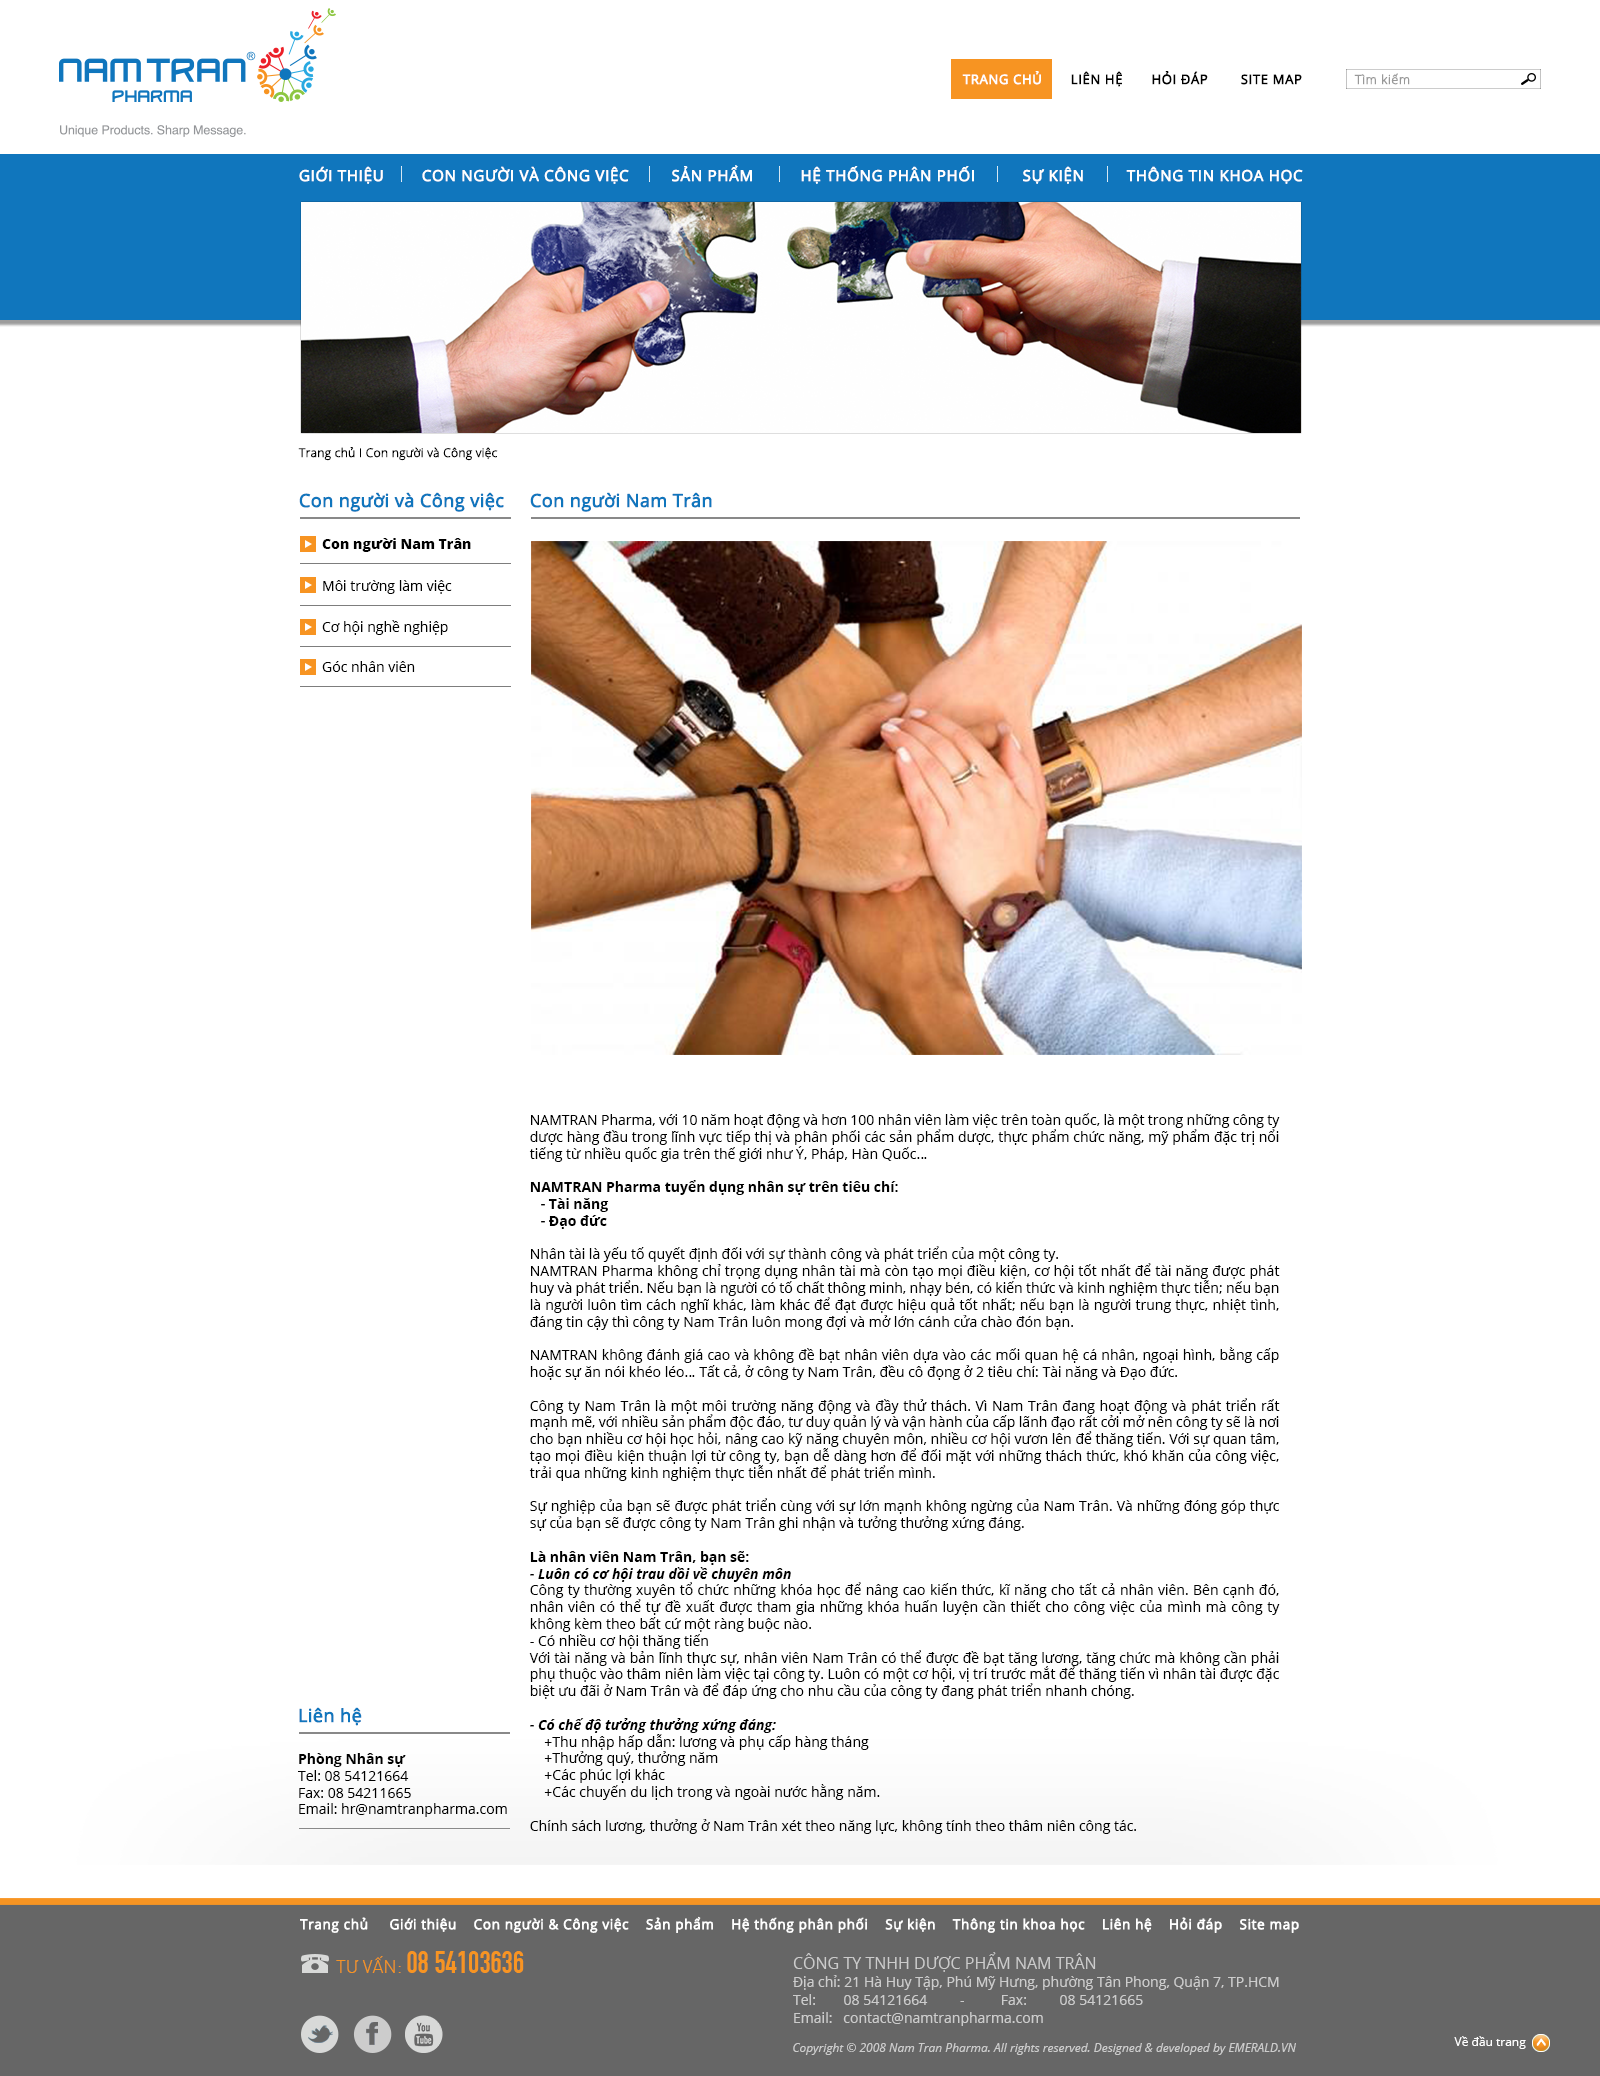 NAM TRAN®
PHARMA
Unique Products. Sharp Message.
TRANG CHỦ LIÊN HỆ HỎI ĐÁP SITE MAP Tìm kiếm
GIỚI THIỆU CON NGƯỜI VÀ CÔNG VIỆC SẢN PHẨM HỆ THỐNG PHÂN PHỐI SỰ KIỆN THÔNG TIN KHOA HỌC
Trang chủ I Con người và Công việc
Con người và Công việc
Con người Nam Trân
Môi trường làm việc
Cơ hội nghề nghiệp
Góc nhân viên
Con người Nam Trân
NAMTRAN Pharma, với 10 năm hoạt động và hơn 100 nhân viên làm việc trên toàn quốc, là một trong những công ty
dược hàng đầu trong lĩnh vực tiếp thị và phân phối các sản phẩm dược, thực phẩm chức năng, mỹ phẩm đặc trị nổi
tiếng từ nhiều quốc gia trên thế giới như Ý, Pháp, Hàn Quốc...
NAMTRAN Pharma tuyển dụng nhân sự trên tiêu chí:
- Tài năng
- Đạo đức
Nhân tài là yếu tố quyết định đối với sự thành công và phát triển của một công ty.
NAMTRAN Pharma không chỉ trọng dụng nhân tài mà còn tạo mọi điều kiện, cơ hội tốt nhất để tài năng được phát
huy và phát triển. Nếu bạn là người có tố chất thông minh, nhạy bén, có kiến thức và kinh nghiệm thực tiễn; nếu bạn
là người luôn tìm cách nghĩ khác, làm khác để đạt được hiệu quả tốt nhất; nếu bạn là người trung thực, nhiệt tình,
đáng tin cậy thì công ty Nam Trân luôn mong đợi và mở lớn cánh cửa chào đón bạn.
NAMTRAN không đánh giá cao và không đề bạt nhân viên dựa vào các mối quan hệ cá nhân, ngoại hình, bằng cấp
hoặc sự ăn nói khéo léo... Tất cả, ở công ty Nam Trân, đều cô đọng ở 2 tiêu chí: Tài năng và Đạo đức.
Công ty Nam Trân là một môi trường năng động và đầy thử thách. Vì Nam Trân đang hoạt động và phát triển rất
mạnh mẽ, với nhiều sản phẩm độc đáo, tư duy quản lý và vận hành của cấp lãnh đạo rất cởi mở nên công ty sẽ là nơi
cho bạn nhiều cơ hội học hỏi, nâng cao kỹ năng chuyên môn, nhiều cơ hội vươn lên để thăng tiến. Với sự quan tâm,
tạo mọi điều kiện thuận lợi từ công ty, bạn dễ dàng hơn để đối mặt với những thách thức, khó khăn của công việc,
trải qua những kinh nghiệm thực tiễn nhất để phát triển mình.
Sự nghiệp của bạn sẽ được phát triển cùng với sự lớn mạnh không ngừng của Nam Trân. Và những đóng góp thực
sự của bạn sẽ được công ty Nam Trân ghi nhận và tưởng thưởng xứng đáng.
Là nhân viên Nam Trân, bạn sẽ:
- Luôn có cơ hội trau dồi về chuyên môn
Công ty thường xuyên tổ chức những khóa học để nâng cao kiến thức, kĩ năng cho tất cả nhân viên. Bên cạnh đó,
nhân viên có thể tự đề xuất được tham gia những khóa huấn luyện cần thiết cho công việc của mình mà công ty
không kèm theo bất cứ một ràng buộc nào.
- Có nhiều cơ hội thăng tiến
Với tài năng và bản lĩnh thực sự, nhân viên Nam Trân có thể được đề bạt tăng lương, tăng chức mà không cần phải
phụ thuộc vào thâm niên làm việc tại công ty. Luôn có một cơ hội, vị trí trước mắt để thăng tiến vì nhân tài được đặc
biệt ưu đãi ở Nam Trân và để đáp ứng cho nhu cầu của công ty đang phát triển nhanh chóng.
- Có chế độ tưởng thưởng xứng đáng:
+Thu nhập hấp dẫn: lương và phụ cấp hàng tháng
+Thưởng quý, thưởng năm
+Các phúc lợi khác
+Các chuyến du lịch trong và ngoài nước hằng năm.
Chính sách lương, thưởng ở Nam Trân xét theo năng lực, không tính theo thâm niên công tác.
Liên hệ
Phòng Nhân sự
Tel: 08 54121664
Fax: 08 54211665
Email: hr@namtranpharma.com
Trang chủ Giới thiệu Con người & Công việc Sản phẩm Hệ thống phân phối Sự kiện Thông tin khoa học Liên hệ Hỏi đáp Site map
TƯ VẤN: 08 54103636
CÔNG TY TNHH DƯỢC PHẨM NAM TRÂN
Địa chỉ: 21 Hà Huy Tập, Phú Mỹ Hưng, phường Tân Phong, Quận 7, TP.HCM
Tel: 08 54121664 - Fax: 08 54121665
Email: contact@namtranpharma.com
f You Tube
Copyright © 2008 Nam Tran Pharma. All rights reserved. Designed & developed by EMERALD.VN
Về đầu trang